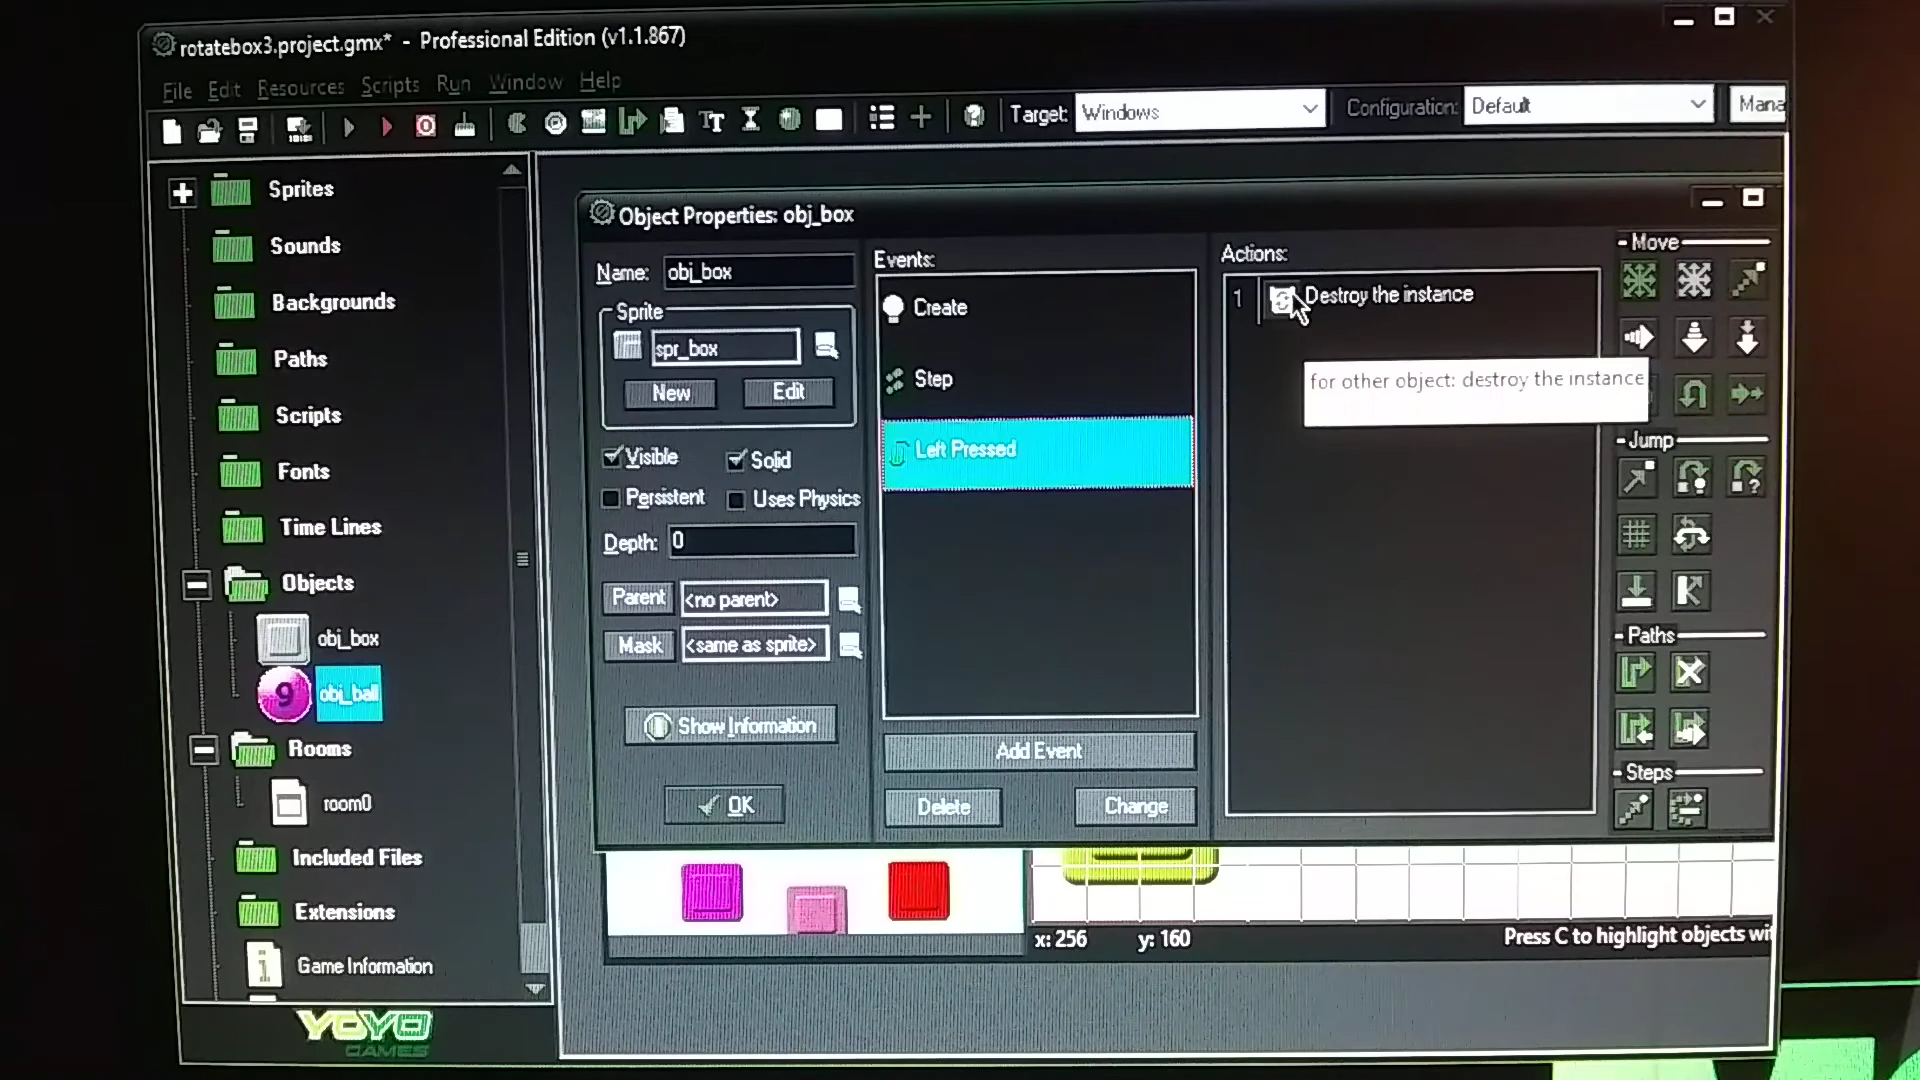 rotatebox3.project.gmx* - Professional Edition (v1.1.867)
File Edit Resources Scripts Run Window Help
Target: Windows Configuration: Default Mana
Sprites
Sounds
Backgrounds
Paths
Scripts
Fonts
Time Lines
Objects
obj_box
9 obj_ball
Rooms
room0
Included Files
Extensions
Game Information
YOYO
GAMES
Object Properties: obj_box
Name: obj_box
Sprite
spr_box
New Edit
Visible Solid
Persistent Uses Physics
Depth: 0
Parent <no parent>
Mask <same as sprite>
Show Information
OK
Events:
Create
Step
Left Pressed
Add Event
Delete Change
Actions:
1 Destroy the instance
for other object: destroy the instance
Move
Jump
Paths
Steps
x: 256 y: 160 Press C to highlight objects wit